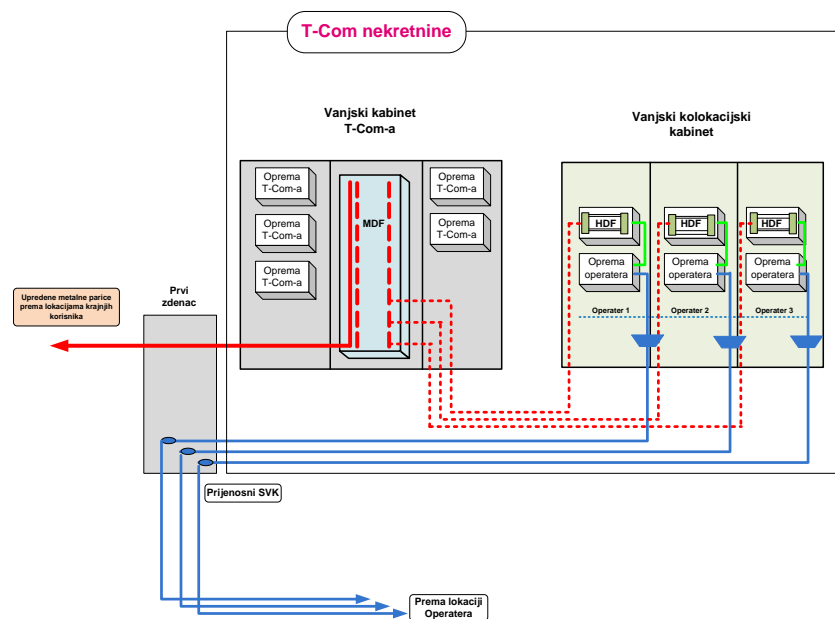 T-Com nekretnine
Vanjski kabinet
T-Com-a
Vanjski kolokacijski
kabinet
Oprema
T-Com-a
Oprema
T-Com-a
Oprema
T-Com-a
MDF
Oprema
T-Com-a
Oprema
T-Com-a
HDF
HDF
HDF
Oprema
operatera
Oprema
operatera
Oprema
operatera
Operater 1
Operater 2
Operater 3
Prvi
zdenac
Upredene metalne parice
prema lokacijama krajnjih
korisnika
Prijenosni SVK
Prema lokaciji
Operatera